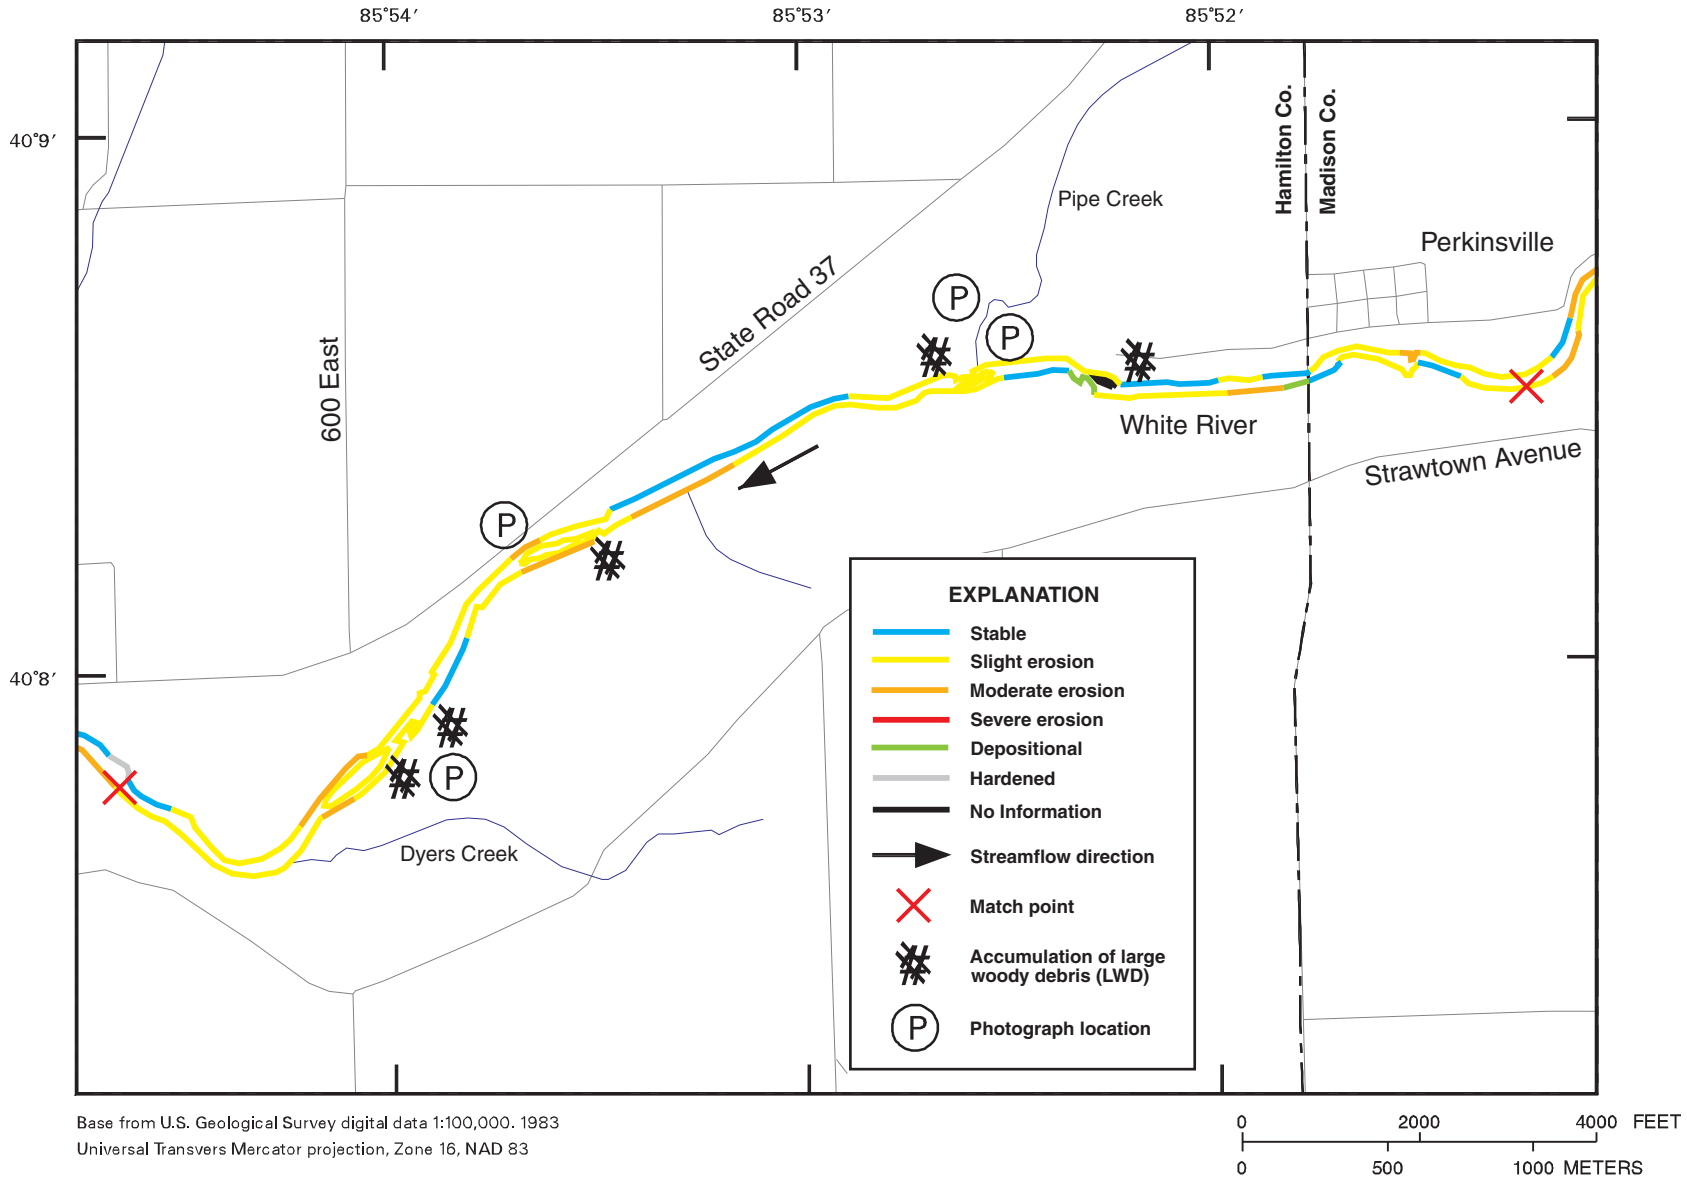 85°54′
85°53′
85°52′
40°9′
Hamilton Co.
Madison Co.
Pipe Creek
Perkinsville
State Road 37
P
P
600 East
White River
Strawtown Avenue
P
40°8′
P
Dyers Creek
EXPLANATION
Stable
Slight erosion
Moderate erosion
Severe erosion
Depositional
Hardened
No Information
Streamflow direction
Match point
Accumulation of large
woody debris (LWD)
P Photograph location
Base from U.S. Geological Survey digital data 1:100,000. 1983
Universal Transvers Mercator projection, Zone 16, NAD 83
0 2000 4000 FEET
0 500 1000 METERS